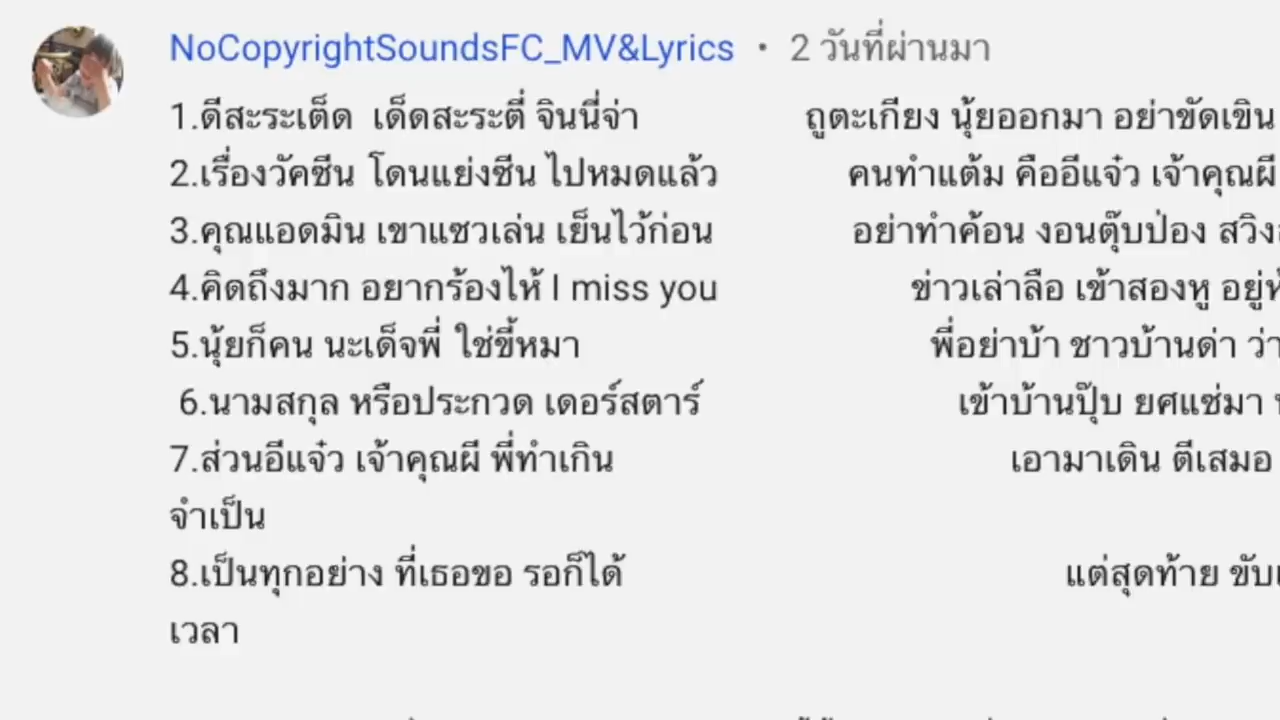 NoCopyrightSoundsFC_MV&Lyrics • 2 วันที่ผ่านมา
1.ดีสะระเต็ด เด็ดสะระตี่ จินนี่จ๋า ถูตะเกียง นุ้ยออกมา อย่าขัดเขิน
2.เรื่องวัคซีน โดนแย่งซีน ไปหมดแล้ว คนทำแต้ม คืออีแจ๋ว เจ้าคุณผี
3.คุณแอดมิน เขาแซวเล่น เย็นไว้ก่อน อย่าทำค้อน งอนตุ๊บป่อง
4.คิดถึงมาก อยากร้องไห้ I miss you ข่าวเล่าลือ เข้าสองหู
5.นุ้ยก็คน นะเด็จพี่ ใช่ขี้หมา พี่อย่าบ้า ชาวบ้านด่า ว่า
6.นามสกุล หรือประกวด เดอร์สตาร์ เข้าบ้านปุ๊บ ยศแช่มา
7.ส่วนอีแจ๋ว เจ้าคุณผี พี่ทำเกิน เอามาเดิน ตีเสมอ
จำเป็น
8.เป็นทุกอย่าง ที่เธอขอ รอก็ได้ แต่สุดท้าย
เวลา